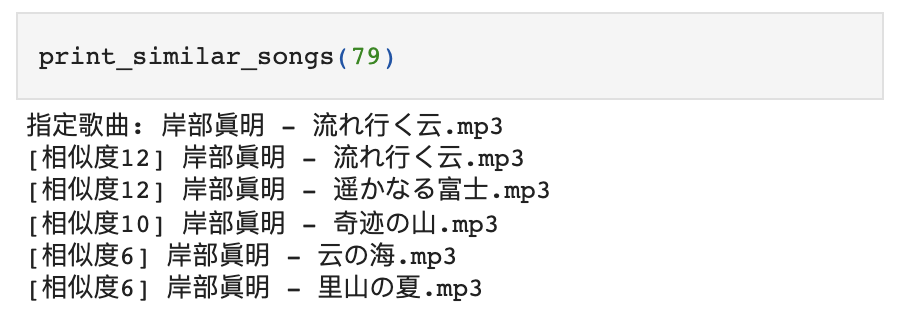 print_similar_songs(79)
指定歌曲: 岸部眞明 - 流れ行く云.mp3
[相似度12] 岸部眞明 - 流れ行く云.mp3
[相似度12] 岸部眞明 - 遥かなる富士.mp3
[相似度10] 岸部眞明 - 奇迹の山.mp3
[相似度6] 岸部眞明 - 云の海.mp3
[相似度6] 岸部眞明 - 里山の夏.mp3